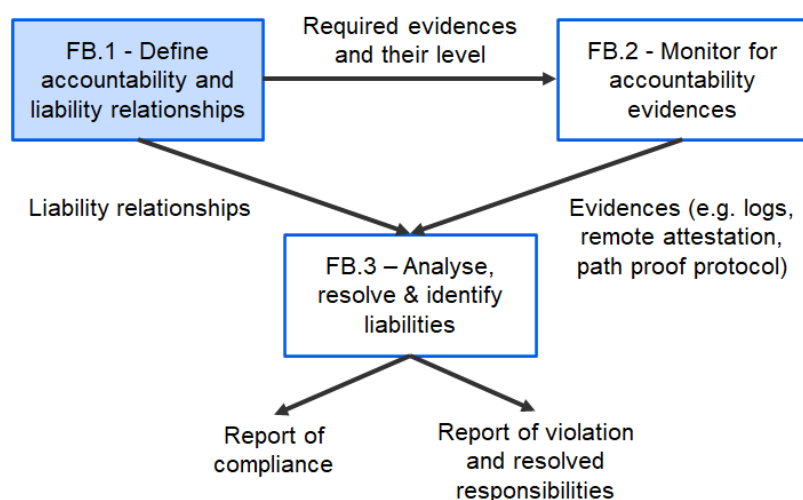 FB.1 - Define
accountability and
liability relationships
Required evidences
and their level
FB.2 - Monitor for
accountability
evidences
Liability relationships
Evidences (e.g. logs,
remote attestation,
path proof protocol)
FB.3 – Analyse,
resolve & identify
liabilities
Report of
compliance
Report of violation
and resolved
responsibilities